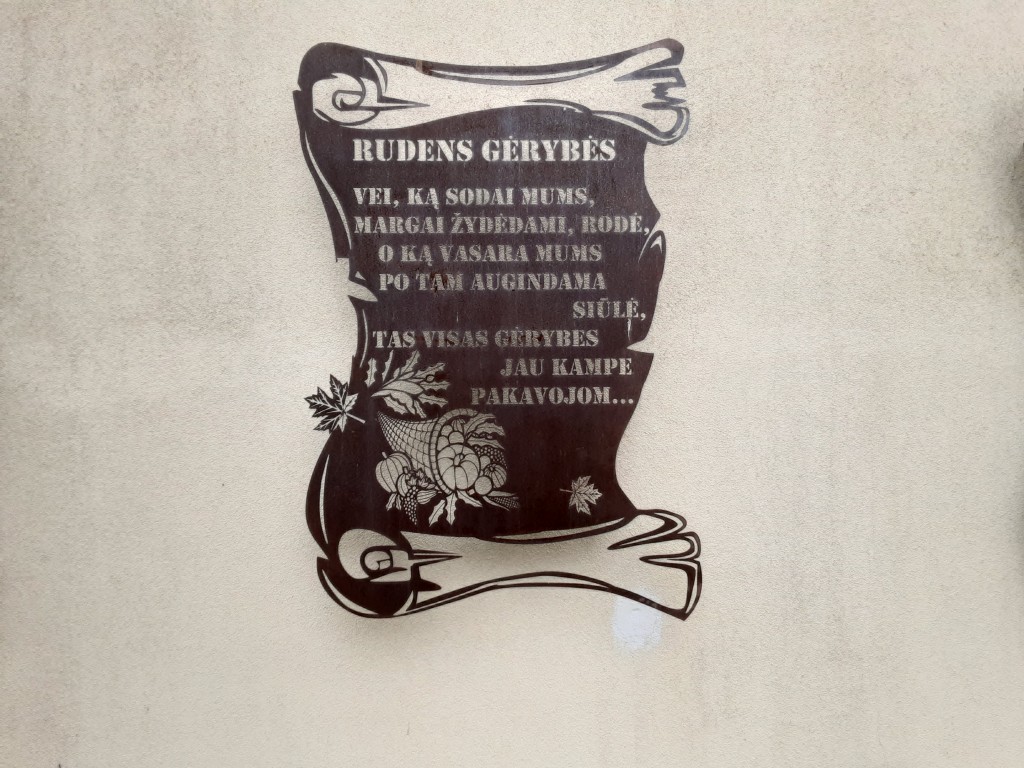 RUDENS GĖRYBĖS
VEI, KĄ SODAI MUMS,
MARGAI ŽYDĖDAMI, RODĖ,
O KĄ VASARA MUMS
PO TAM AUGINDAMA
SIŪLĖ,
TAS VISAS GĖRYBES
JAU KAMPE
PAKAVOJOM...